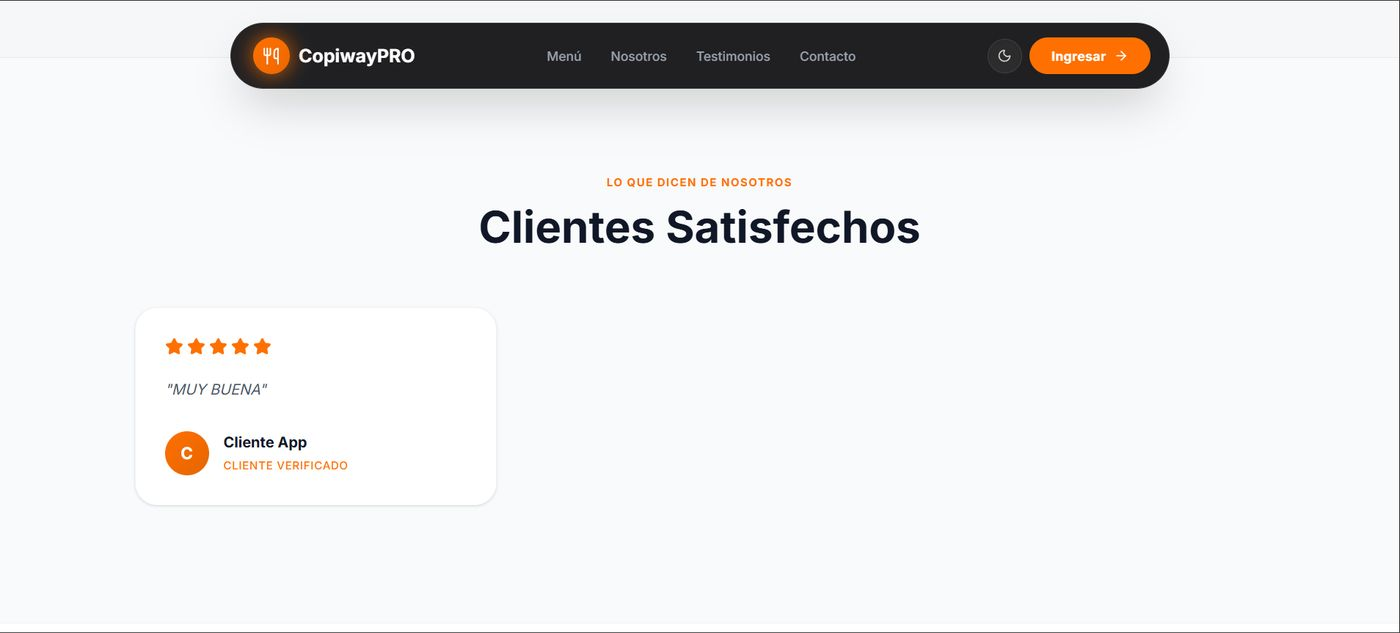 CopiwayPRO
Menú Nosotros Testimonios Contacto
Ingresar →
LO QUE DICEN DE NOSOTROS
Clientes Satisfechos
"MUY BUENA"
C
Cliente App
CLIENTE VERIFICADO